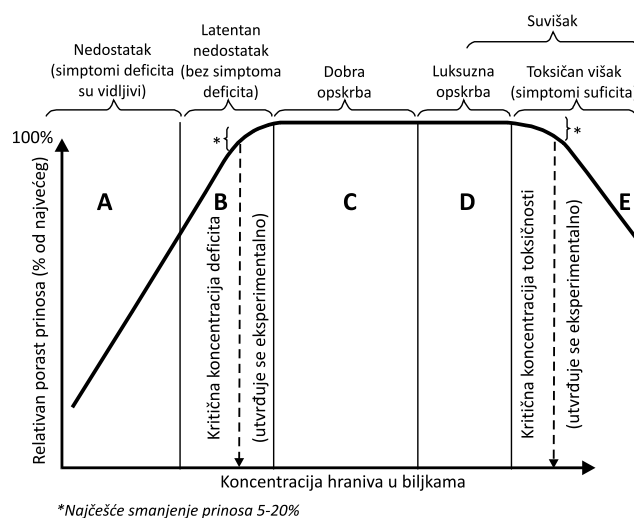 Suvišak
Nedostatak
(simptomi deficita
su vidljivi)
Latentan
nedostatak
(bez simptoma
deficita)
Dobra
opskrba
Luksuzna
opskrba
Toksičan višak
(simptomi suficita)
100%
*
*
A
B
C
D
E
Relativan porast prinosa (% od najvećeg)
Kritična koncentracija deficita
(utvrđuje se eksperimentalno)
Kritična koncentracija toksičnosti
(utvrđuje se eksperimentalno)
Koncentracija hraniva u biljkama
*Najčešće smanjenje prinosa 5-20%